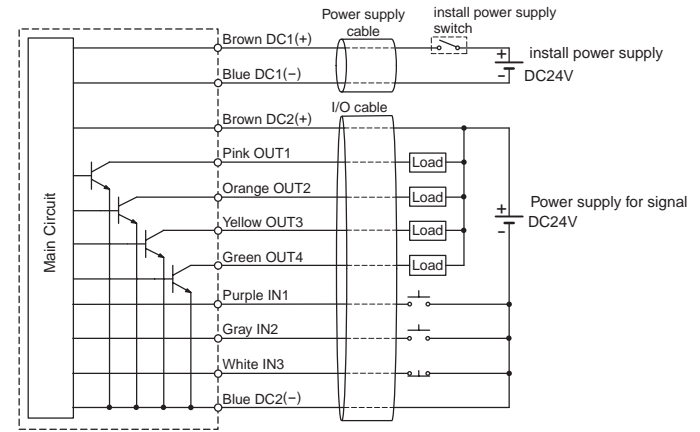 Power supply
cable
install power supply
switch
Brown DC1(+)
+
install power supply
Blue DC1(−)
−
DC24V
I/O cable
Brown DC2(+)
Pink OUT1
Load
Orange OUT2
Load
+
Power supply for signal
Yellow OUT3
Load
−
DC24V
Main Circuit
Green OUT4
Load
Purple IN1
Gray IN2
White IN3
Blue DC2(−)